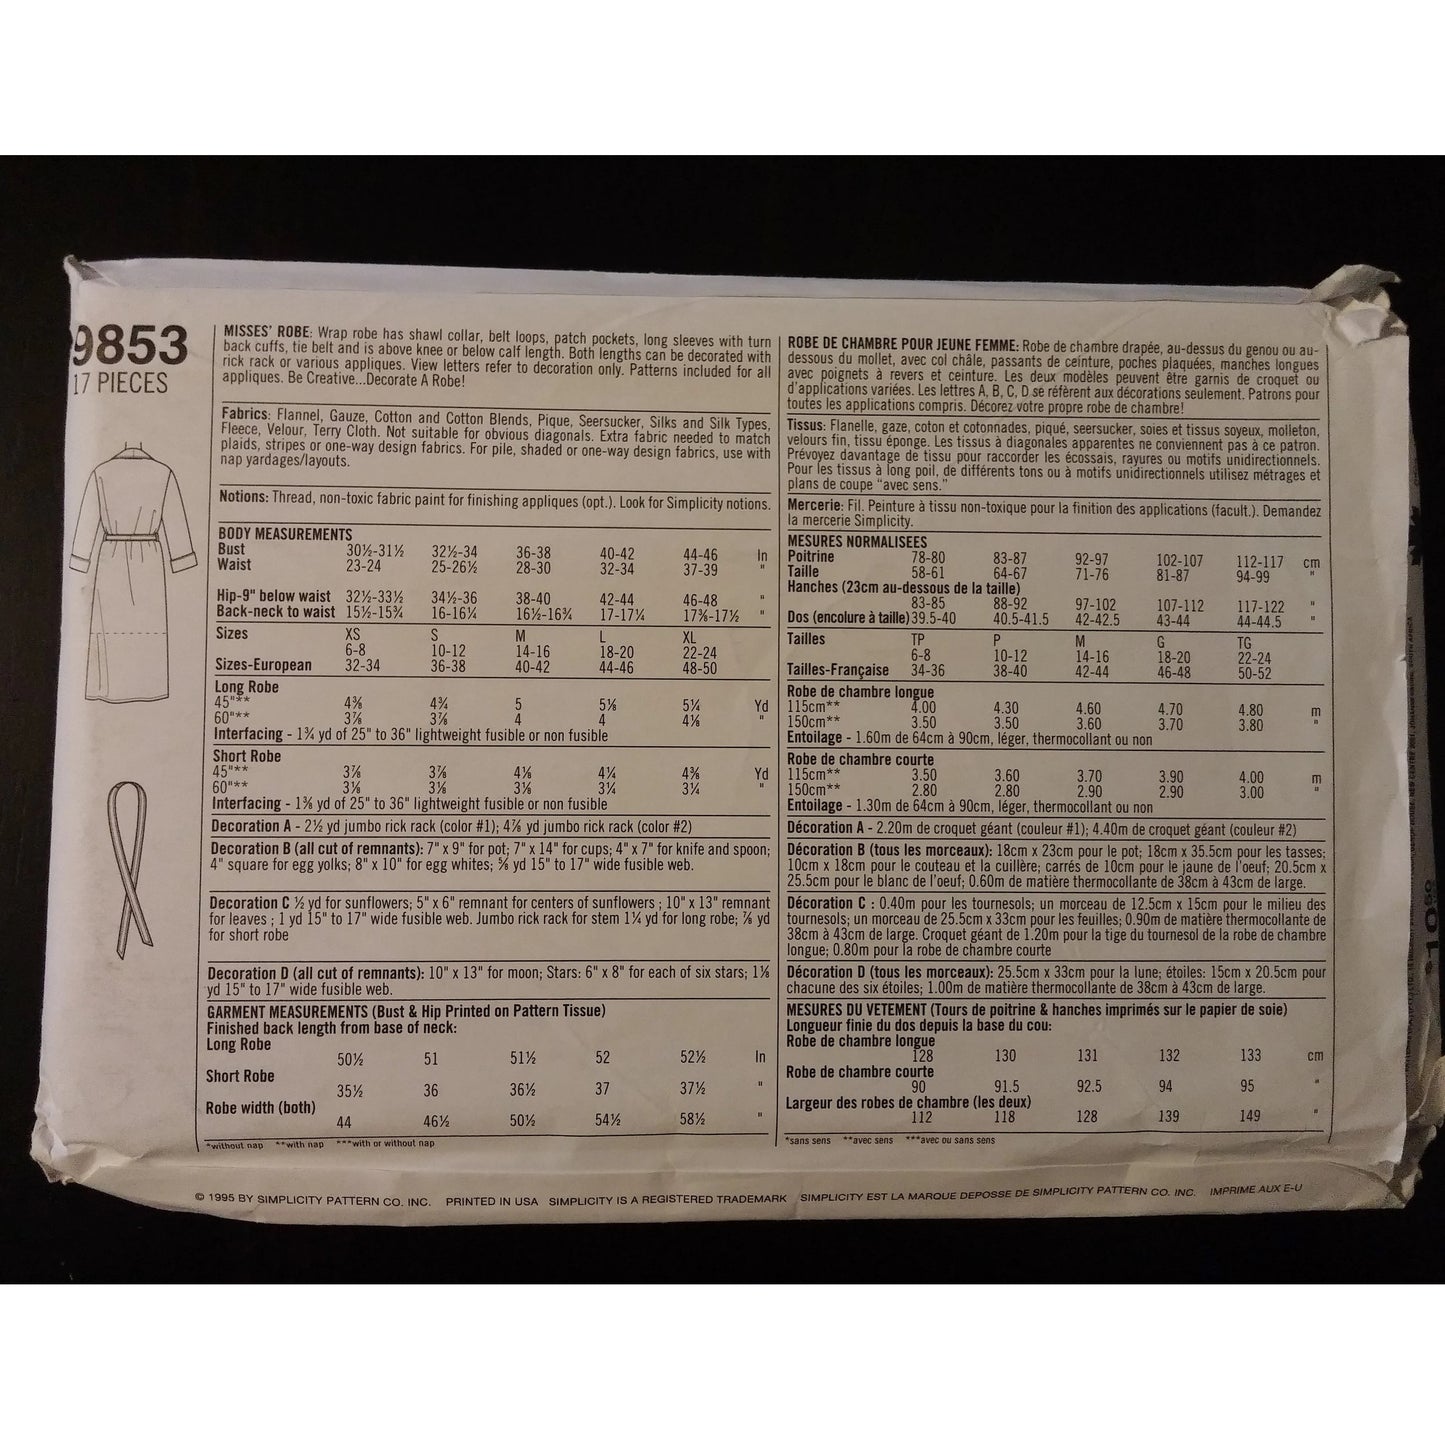 9853
17 PIECES
MISSES' ROBE: Wrap robe has shawl collar, belt loops, patch pockets, long sleeves with turn
back cuffs, tie belt and is above knee or below calf length. Both lengths can be decorated with
rick rack or various appliques. View letters refer to decoration only. Patterns included for all
appliques. Be Creative...Decorate A Robe!
Fabrics: Flannel, Gauze, Cotton and Cotton Blends, Pique, Seersucker, Silks and Silk Types,
Fleece, Velour, Terry Cloth. Not suitable for obvious diagonals. Extra fabric needed to match
plaids, stripes or one-way design fabrics. For pile, shaded or one-way design fabrics, use with
nap yardages/layouts.
Notions: Thread, non-toxic fabric paint for finishing appliques (opt.). Look for Simplicity notions.
BODY MEASUREMENTS
Bust 30½-31½ 32½-34 36-38 40-42 44-46 In
Waist 23-24 25-26½ 28-30 32-34 37-39 "
Hip-9" below waist 32½-33½ 34½-36 38-40 42-44 46-48 "
Back-neck to waist 15½-15¾ 16-16¼ 16½-16¾ 17-17¼ 17⅜-17½ "
Sizes XS S M L XL
6-8 10-12 14-16 18-20 22-24
Sizes-European 32-34 36-38 40-42 44-46 48-50
Long Robe
45"** 4⅜ 4¾ 5 5⅛ 5¼ Yd
60"** 3⅞ 3⅞ 4 4 4⅛ "
Interfacing - 1¾ yd of 25" to 36" lightweight fusible or non fusible
Short Robe
45"** 3⅞ 3⅞ 4⅛ 4¼ 4⅜ Yd
60"** 3⅛ 3⅛ 3⅛ 3¼ 3¼ "
Interfacing - 1⅜ yd of 25" to 36" lightweight fusible or non fusible
Decoration A - 2½ yd jumbo rick rack (color #1); 4⅞ yd jumbo rick rack (color #2)
Decoration B (all cut of remnants): 7" x 9" for pot; 7" x 14" for cups; 4" x 7" for knife and spoon;
4" square for egg yolks; 8" x 10" for egg whites; ⅝ yd 15" to 17" wide fusible web.
Decoration C ½ yd for sunflowers; 5" x 6" remnant for centers of sunflowers ; 10" x 13" remnant
for leaves ; 1 yd 15" to 17" wide fusible web. Jumbo rick rack for stem 1¼ yd for long robe; ⅞ yd
for short robe
Decoration D (all cut of remnants): 10" x 13" for moon; Stars: 6" x 8" for each of six stars; 1⅛
yd 15" to 17" wide fusible web.
GARMENT MEASUREMENTS (Bust & Hip Printed on Pattern Tissue)
Finished back length from base of neck:
Long Robe
50½ 51 51½ 52 52½ In
Short Robe
35½ 36 36½ 37 37½ "
Robe width (both)
44 46½ 50½ 54½ 58½ "
*without nap **with nap ***with or without nap
ROBE DE CHAMBRE POUR JEUNE FEMME: Robe de chambre drapée, au-dessus du genou ou au-
dessous du mollet, avec col châle, passants de ceinture, poches plaquées, manches longues
avec poignets à revers et ceinture. Les deux modèles peuvent être garnis de croquet ou
d'applications variées. Les lettres A, B, C, D se réfèrent aux décorations seulement. Patrons pour
toutes les applications compris. Décorez votre propre robe de chambre!
Tissus: Flanelle, gaze, coton et cotonnades, piqué, seersucker, soies et tissus soyeux, molleton,
velours fin, tissu éponge. Les tissus à diagonales apparentes ne conviennent pas à ce patron.
Prévoyez davantage de tissu pour raccorder les écossais, rayures ou motifs unidirectionnels.
Pour les tissus à long poil, de différents tons ou à motifs unidirectionnels utilisez métrages et
plans de coupe "avec sens."
Mercerie: Fil. Peinture à tissu non-toxique pour la finition des applications (facult.). Demandez
la mercerie Simplicity.
MESURES NORMALISEES
Poitrine 78-80 83-87 92-97 102-107 112-117 cm
Taille 58-61 64-67 71-76 81-87 94-99 "
Hanches (23cm au-dessous de la taille)
83-85 88-92 97-102 107-112 117-122 "
Dos (encolure à taille) 39.5-40 40.5-41.5 42-42.5 43-44 44-44.5 "
Tailles TP P M G TG
6-8 10-12 14-16 18-20 22-24
Tailles-Française 34-36 38-40 42-44 46-48 50-52
Robe de chambre longue
115cm** 4.00 4.30 4.60 4.70 4.80 m
150cm** 3.50 3.50 3.60 3.70 3.80 "
Entoilage - 1.60m de 64cm à 90cm, léger, thermocollant ou non
Robe de chambre courte
115cm** 3.50 3.60 3.70 3.90 4.00 m
150cm** 2.80 2.80 2.90 2.90 3.00 "
Entoilage - 1.30m de 64cm à 90cm, léger, thermocollant ou non
Décoration A - 2.20m de croquet géant (couleur #1); 4.40m de croquet géant (couleur #2)
Décoration B (tous les morceaux): 18cm x 23cm pour le pot; 18cm x 35.5cm pour les tasses;
10cm x 18cm pour le couteau et la cuillère; carrés de 10cm pour le jaune de l'oeuf; 20.5cm x
25.5cm pour le blanc de l'oeuf; 0.60m de matière thermocollante de 38cm à 43cm de large.
Décoration C : 0.40m pour les tournesols; un morceau de 12.5cm x 15cm pour le milieu des
tournesols; un morceau de 25.5cm x 33cm pour les feuilles; 0.90m de matière thermocollante de
38cm à 43cm de large. Croquet géant de 1.20m pour la tige du tournesol de la robe de chambre
longue; 0.80m pour la robe de chambre courte
Décoration D (tous les morceaux): 25.5cm x 33cm pour la lune; étoiles: 15cm x 20.5cm pour
chacune des six étoiles; 1.00m de matière thermocollante de 38cm à 43cm de large.
MESURES DU VETEMENT (Tours de poitrine & hanches imprimés sur le papier de soie)
Longueur finie du dos depuis la base du cou:
Robe de chambre longue
128 130 131 132 133 cm
Robe de chambre courte
90 91.5 92.5 94 95 "
Largeur des robes de chambre (les deux)
112 118 128 139 149 "
*sans sens **avec sens ***avec ou sans sens
© 1995 BY SIMPLICITY PATTERN CO. INC. PRINTED IN USA SIMPLICITY IS A REGISTERED TRADEMARK SIMPLICITY EST LA MARQUE DEPOSSE DE SIMPLICITY PATTERN CO. INC. IMPRIME AUX E-U